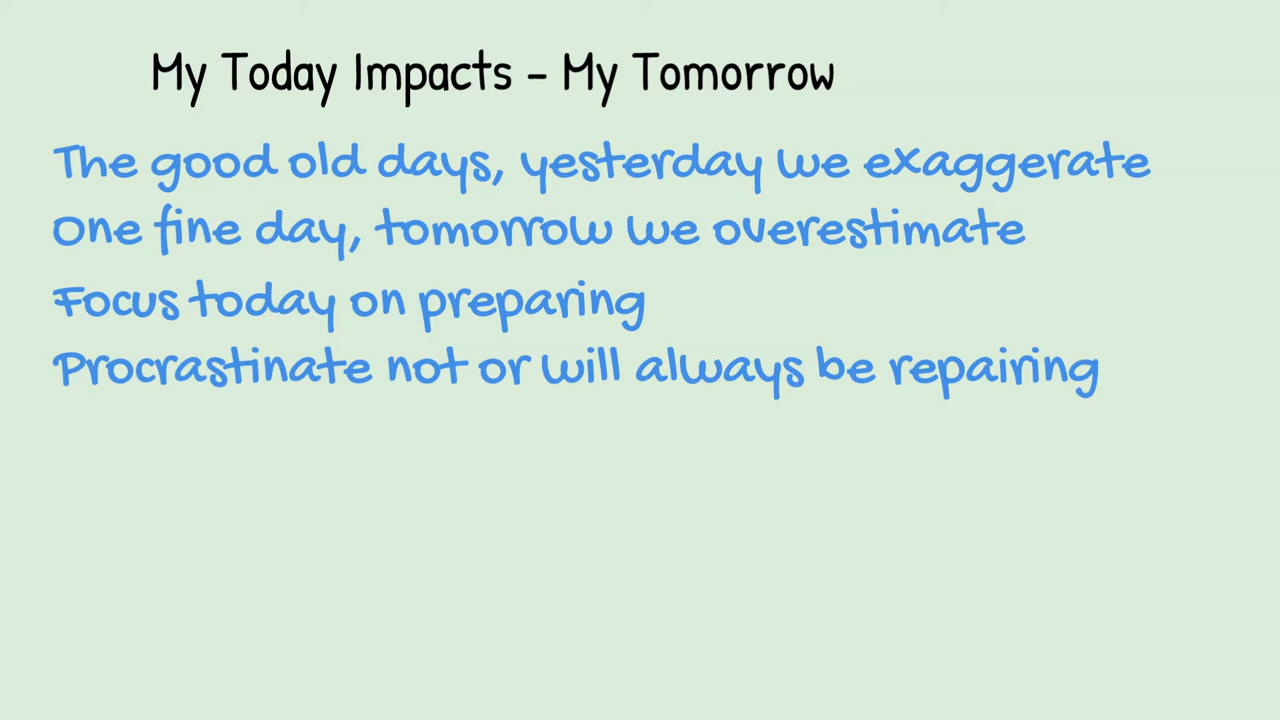 My Today Impacts - My Tomorrow
The good old days, yesterday we exaggerate
One fine day, tomorrow we overestimate
Focus today on preparing
Procrastinate not or will always be repairing